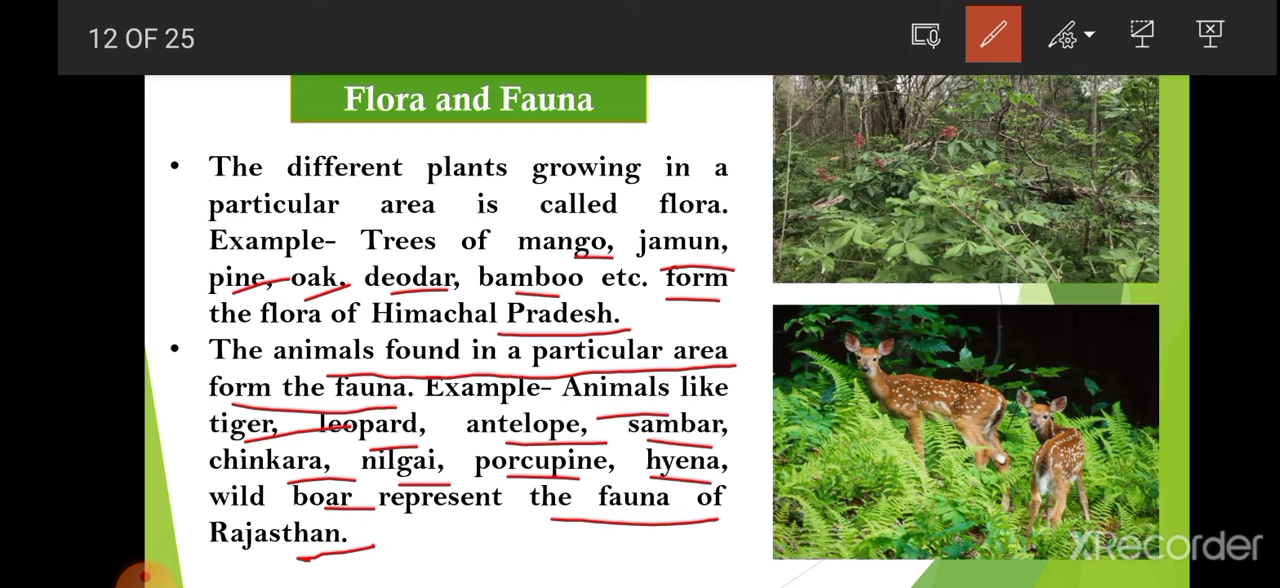 12 OF 25
Flora and Fauna
• The different plants growing in a
particular area is called flora.
Example- Trees of mango, jamun,
pine, oak. deodar, bamboo etc. form
the flora of Himachal Pradesh.
• The animals found in a particular area
form the fauna. Example- Animals like
tiger, leopard, antelope, sambar,
chinkara, nilgai, porcupine, hyena,
wild boar represent the fauna of
Rajasthan.
XRecorder